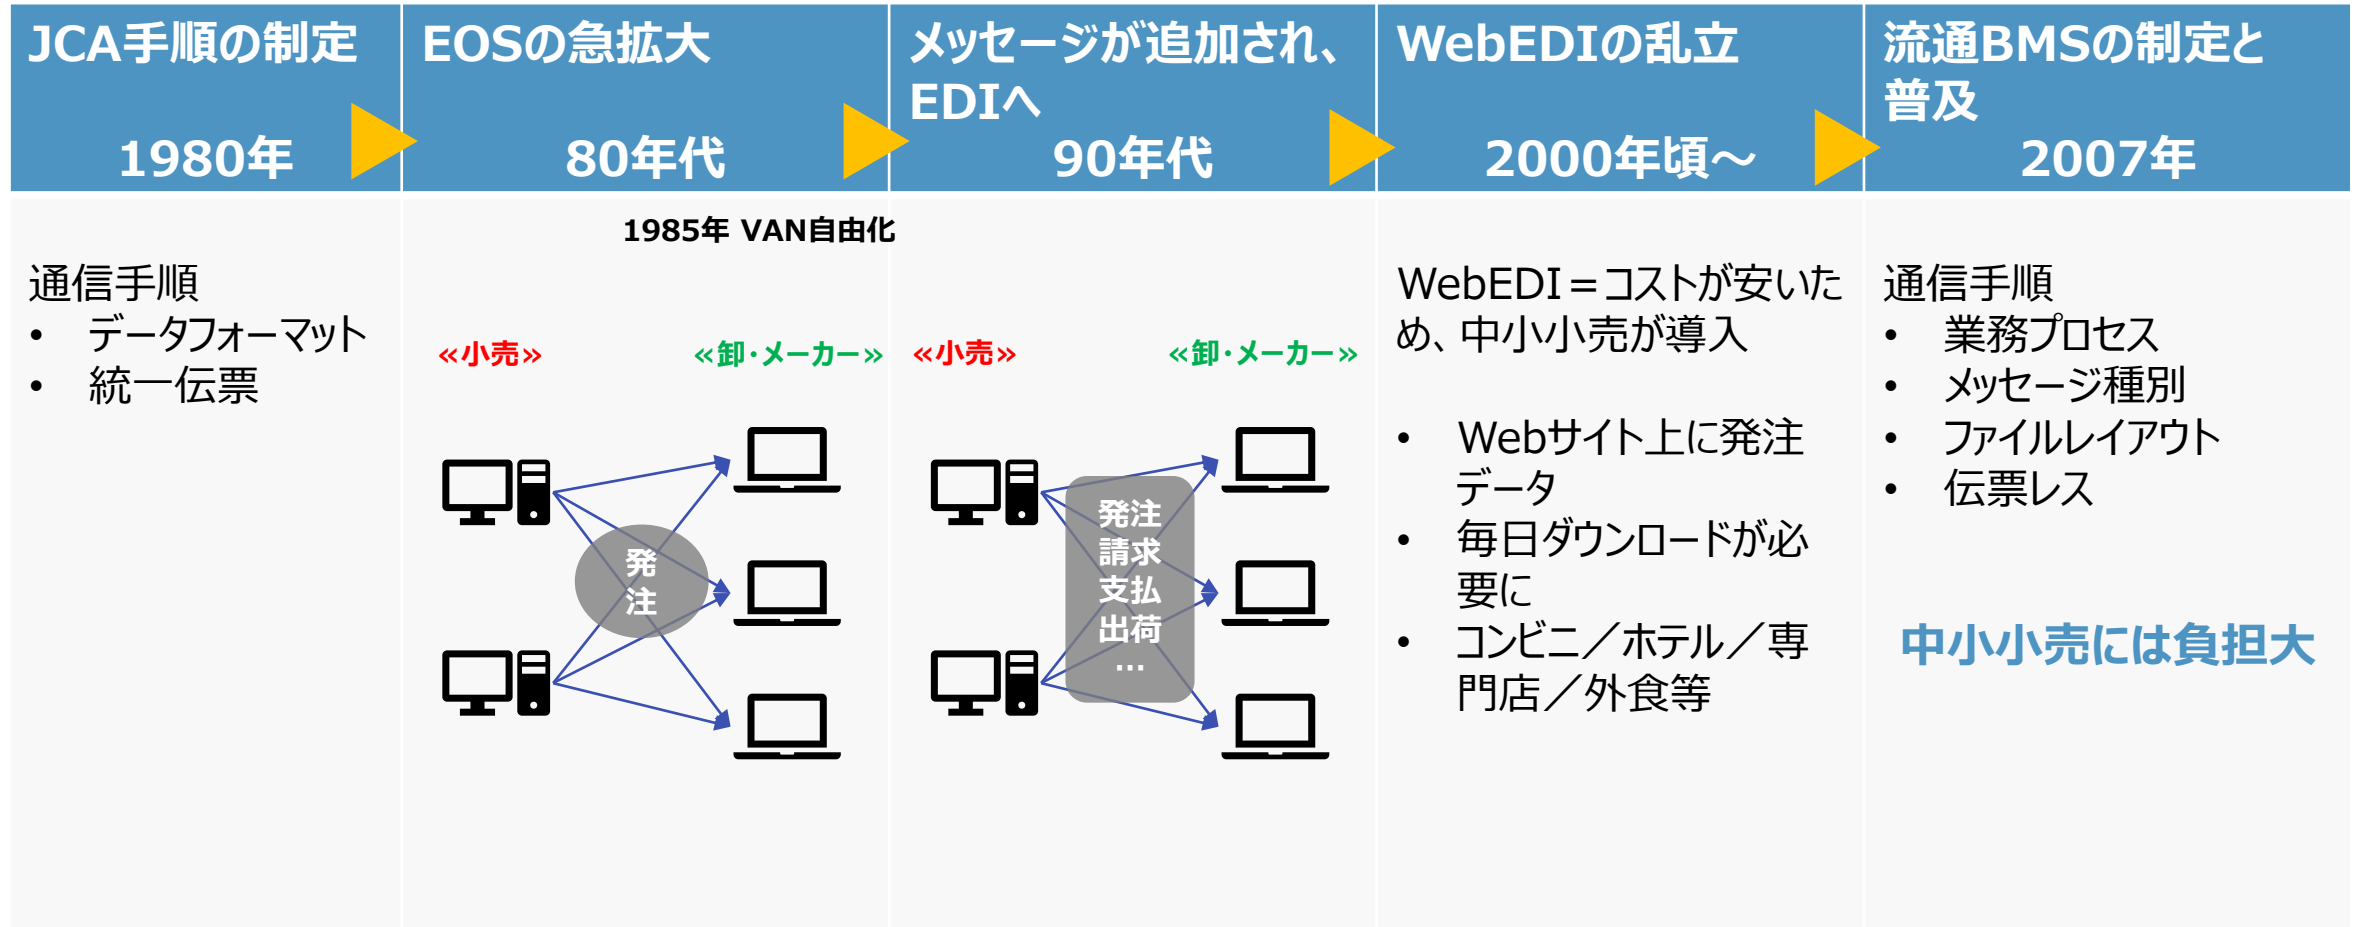 JCA手順の制定
1980年
EOSの急拡大
80年代
メッセージが追加され、
EDIへ
90年代
WebEDIの乱立
2000年頃～
流通BMSの制定と
普及
2007年
通信手順
• データフォーマット
• 統一伝票
1985年 VAN自由化
≪小売≫
≪卸・メーカー≫
発
注
≪小売≫
≪卸・メーカー≫
発注
請求
支払
出荷
…
WebEDI＝コストが安いた
め、中小小売が導入
• Webサイト上に発注
データ
• 毎日ダウンロードが必
要に
• コンビニ／ホテル／専
門店／外食等
通信手順
• 業務プロセス
• メッセージ種別
• ファイルレイアウト
• 伝票レス
中小小売には負担大